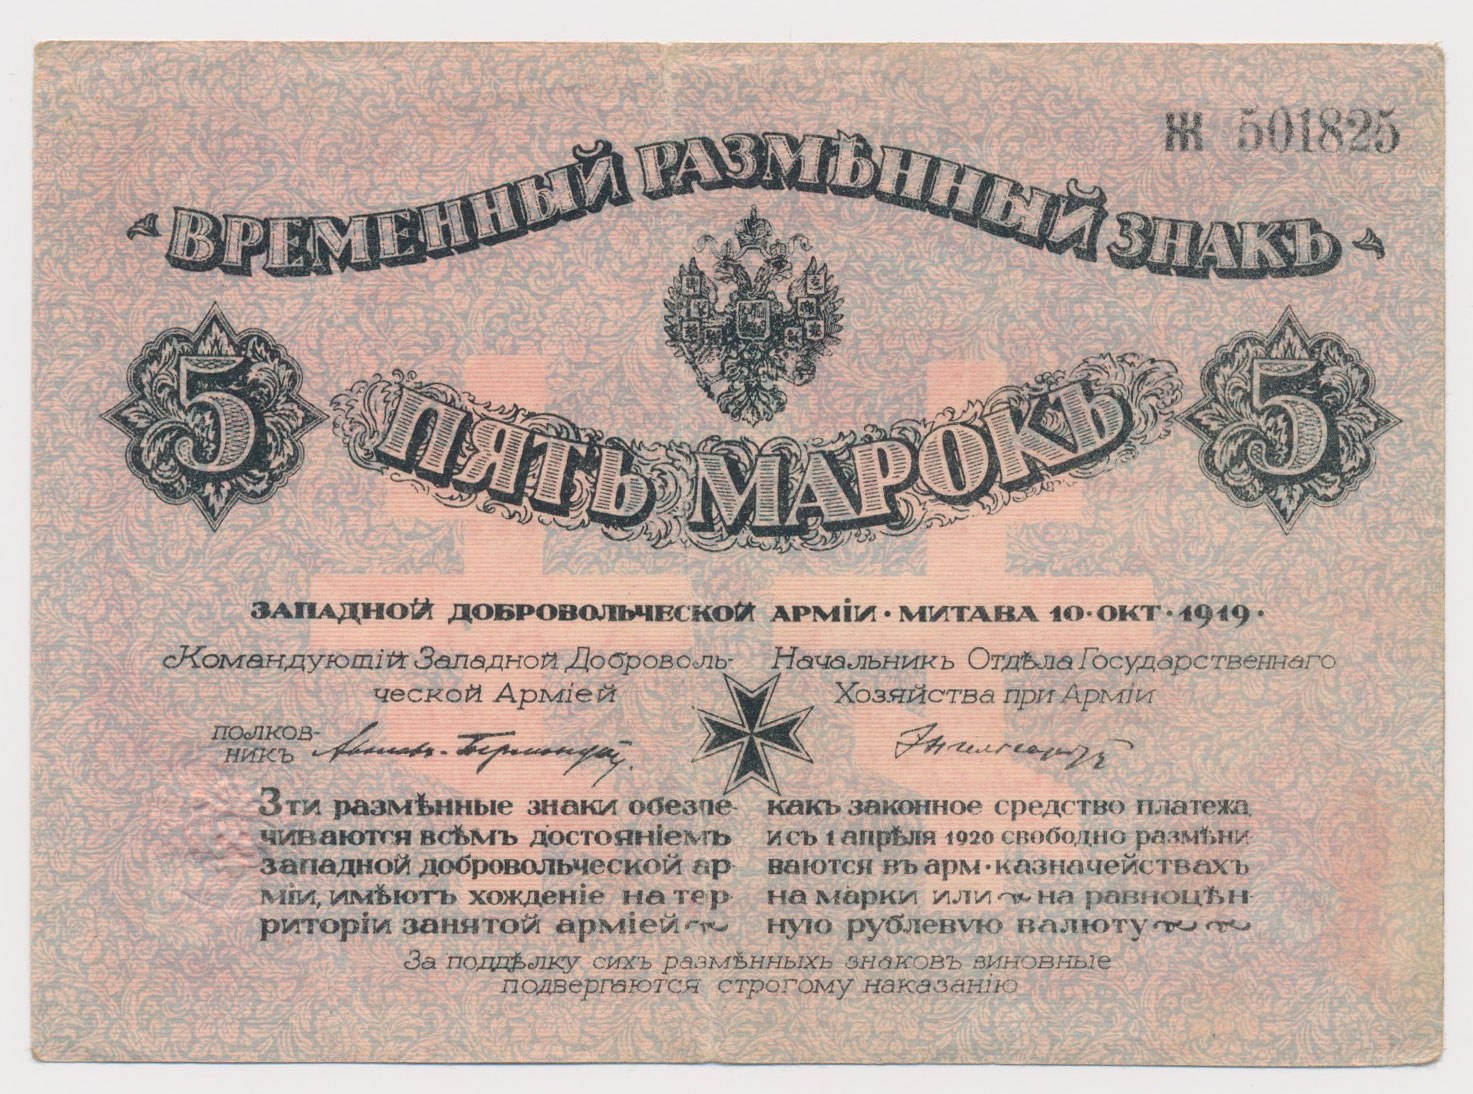 Ж 501825
ВРЕМЕННЫЙ РАЗМѢННЫЙ ЗНАКЪ
5 ПЯТЬ МАРОКЪ 5
ЗАПАДНОЙ ДОБРОВОЛЬЧЕСКОЙ АРМІИ · МИТАВА 10 · ОКТ · 1919 ·
Командующій Западной Доброволь-
ческой Арміей
полков-
никъ
Начальникъ Отдѣла Государственнаго
Хозяйства при Арміи
Эти размѣнные знаки обезпе-
чиваются всѣмъ достояніемъ
западной добровольческой ар-
міи, имѣютъ хожденіе на тер-
риторіи занятой арміей
какъ законное средство платежа
и съ 1 апрѣля 1920 свободно размѣни
ваются въ арм · казначействахъ
на марки или на равноцѣн-
ную рублевую валюту
За поддѣлку сихъ размѣнныхъ знаковъ виновные
подвергаются строгому наказанію